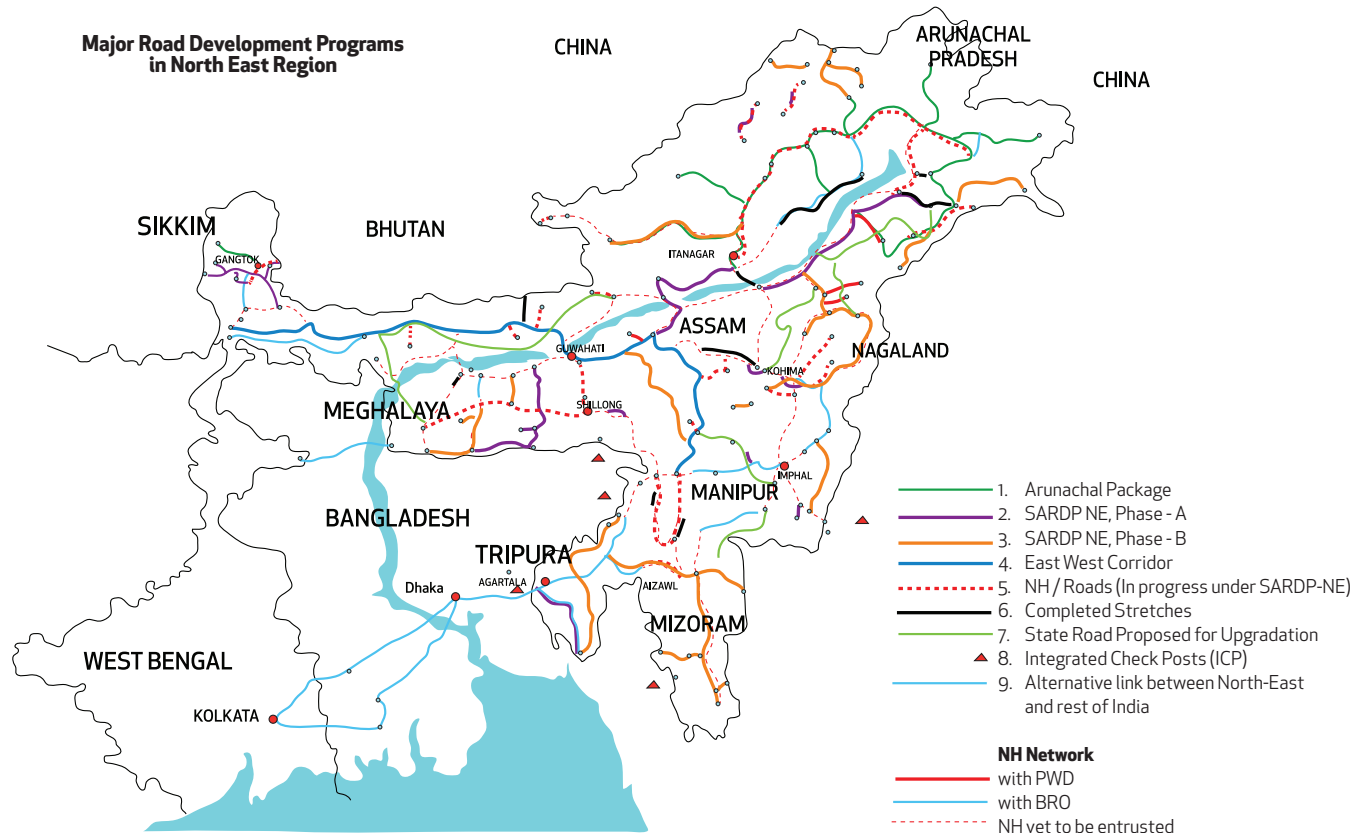 Major Road Development Programs
in North East Region
CHINA
ARUNACHAL
PRADESH
CHINA
SIKKIM
GANGTOK
BHUTAN
ITANAGAR
ASSAM
GUWAHATI
NAGALAND
KOHIMA
MEGHALAYA
SHILLONG
IMPHAL
MANIPUR
BANGLADESH
TRIPURA
AGARTALA
AIZAWL
Dhaka
MIZORAM
WEST BENGAL
KOLKATA
1. Arunachal Package
2. SARDP NE, Phase - A
3. SARDP NE, Phase - B
4. East West Corridor
5. NH / Roads (In progress under SARDP-NE)
6. Completed Stretches
7. State Road Proposed for Upgradation
8. Integrated Check Posts (ICP)
9. Alternative link between North-East
and rest of India
NH Network
with PWD
with BRO
NH yet to be entrusted